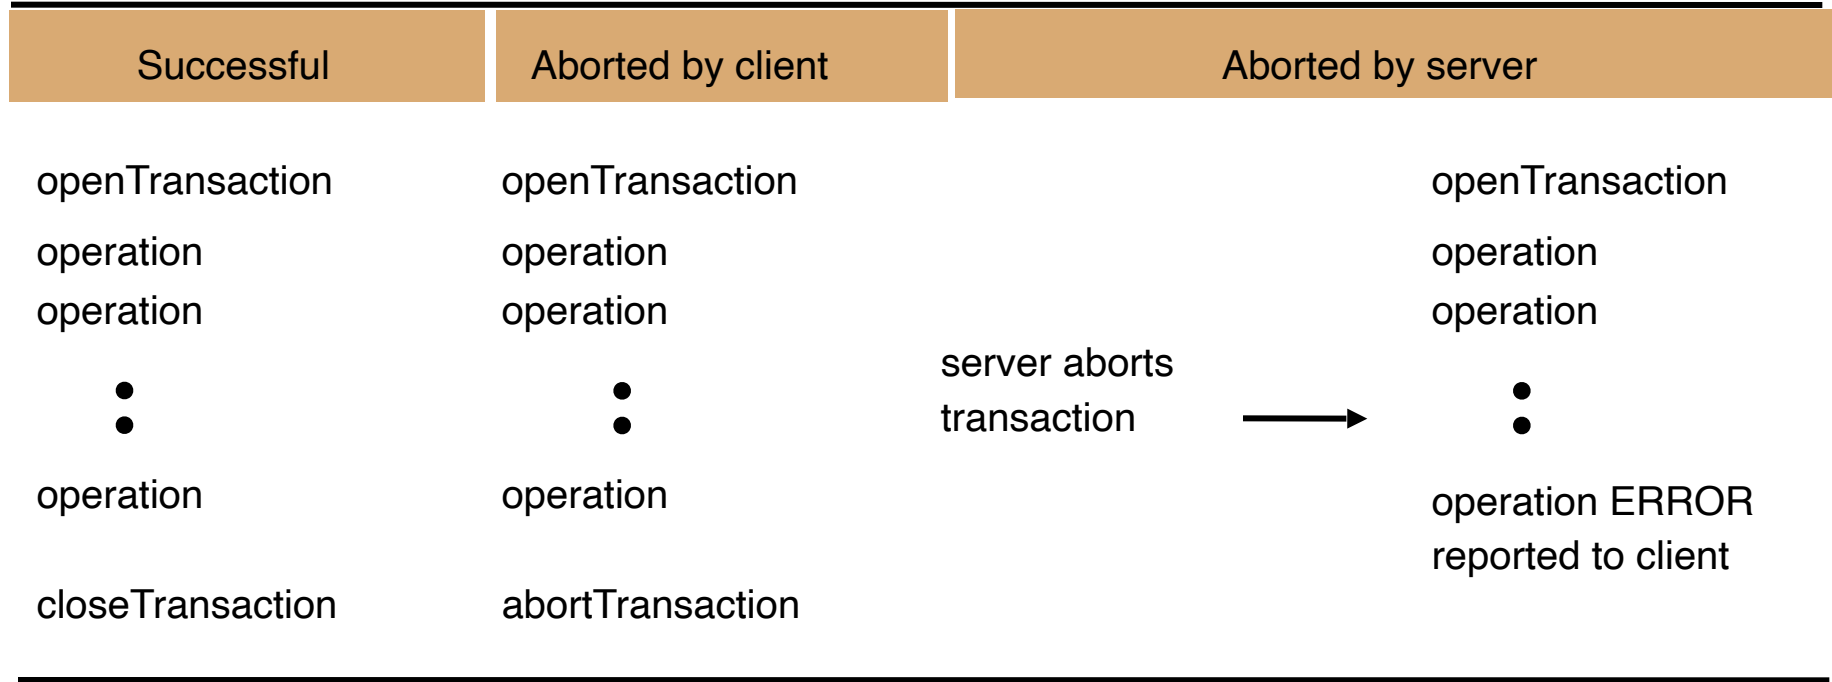 Successful
Aborted by client
Aborted by server
openTransaction
openTransaction
openTransaction
operation
operation
operation
operation
operation
operation
server aborts
transaction
operation
operation
operation ERROR
reported to client
closeTransaction
abortTransaction